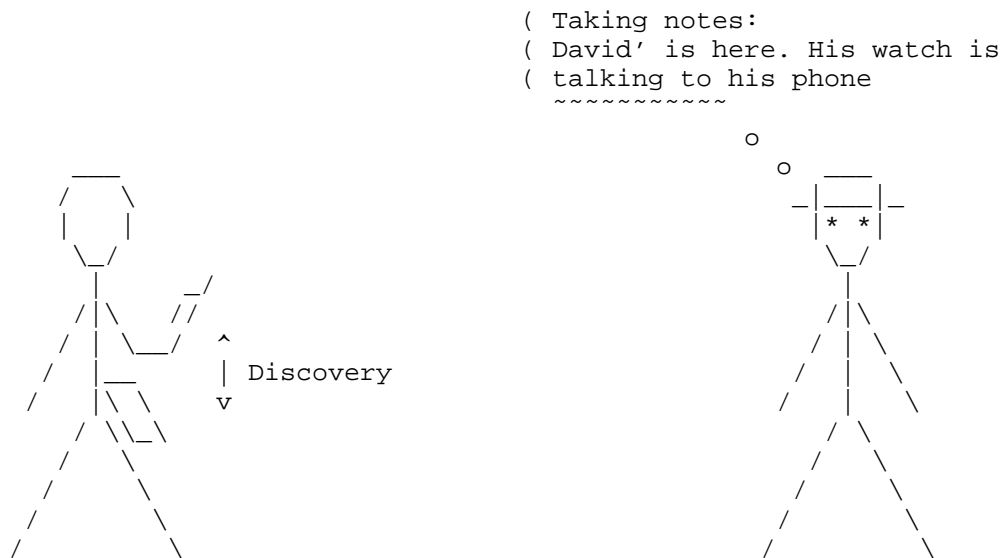 ( Taking notes:
( David' is here. His watch is
( talking to his phone
Discovery